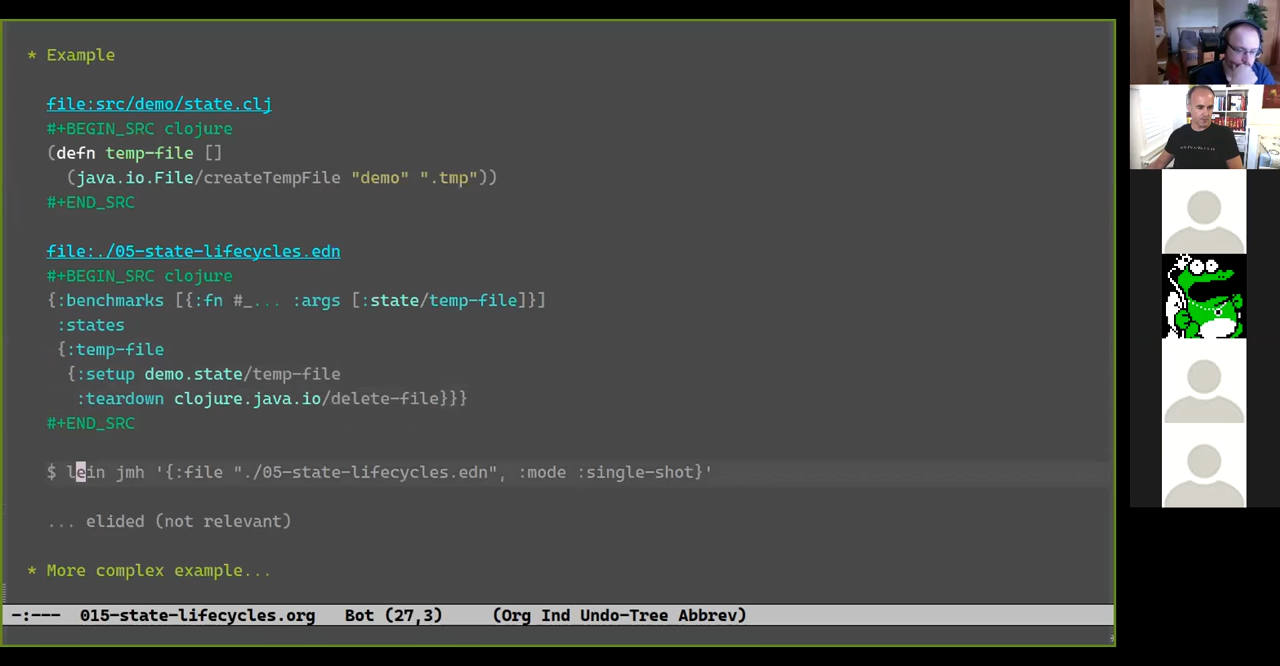 * Example
file:src/demo/state.clj
#+BEGIN_SRC clojure
(defn temp-file []
(java.io.File/createTempFile "demo" ".tmp"))
#+END_SRC
file:./05-state-lifecycles.edn
#+BEGIN_SRC clojure
{:benchmarks [{:fn #_... :args [:state/temp-file]}]
:states
{:temp-file
{:setup demo.state/temp-file
:teardown clojure.java.io/delete-file}}}
#+END_SRC
$ lein jmh '{:file "./05-state-lifecycles.edn", :mode :single-shot}'
... elided (not relevant)
* More complex example...
-:--- 015-state-lifecycles.org Bot (27,3) (Org Ind Undo-Tree Abbrev)